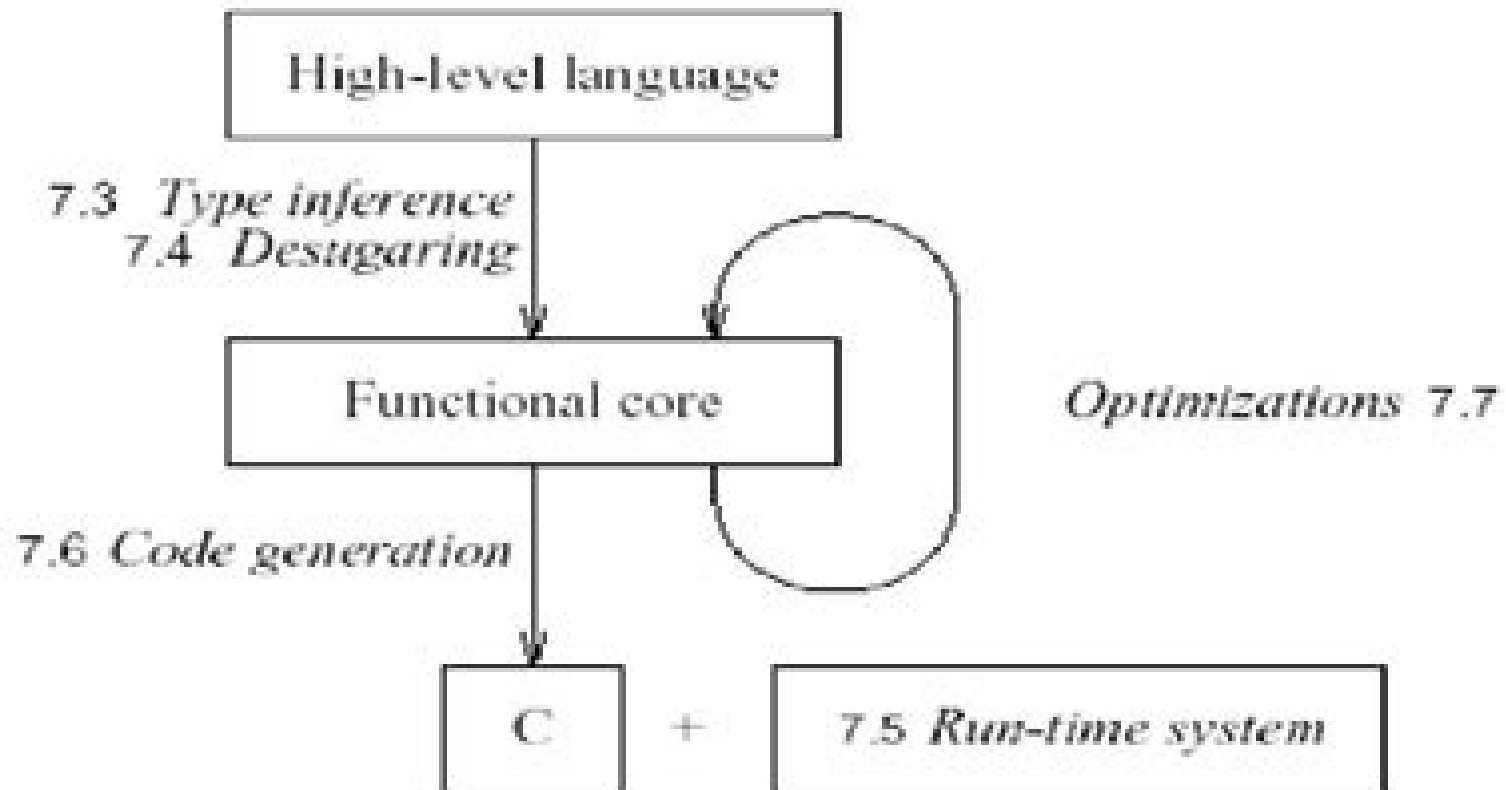 High-level language
7.3 Type inference
7.4 Desugaring
Functional core
Optimizations 7.7
7.6 Code generation
C + 7.5 Run-time system